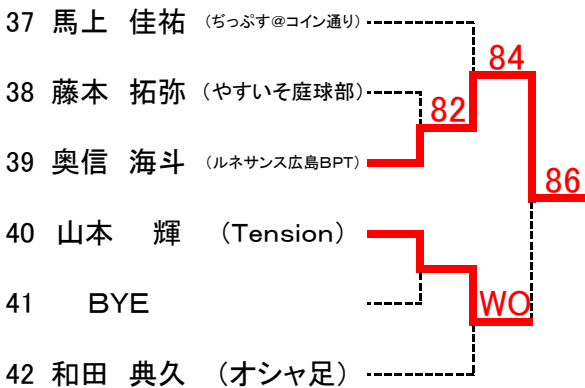 37 馬上 佳祐 (ぢっぷす@コイン通り)
84
38 藤本 拓弥 (やすいそ庭球部)
82
39 奥信 海斗 (ルネサンス広島BPT)
86
40 山本 輝 (Tension)
41 BYE
WO
42 和田 典久 (オシャ足)